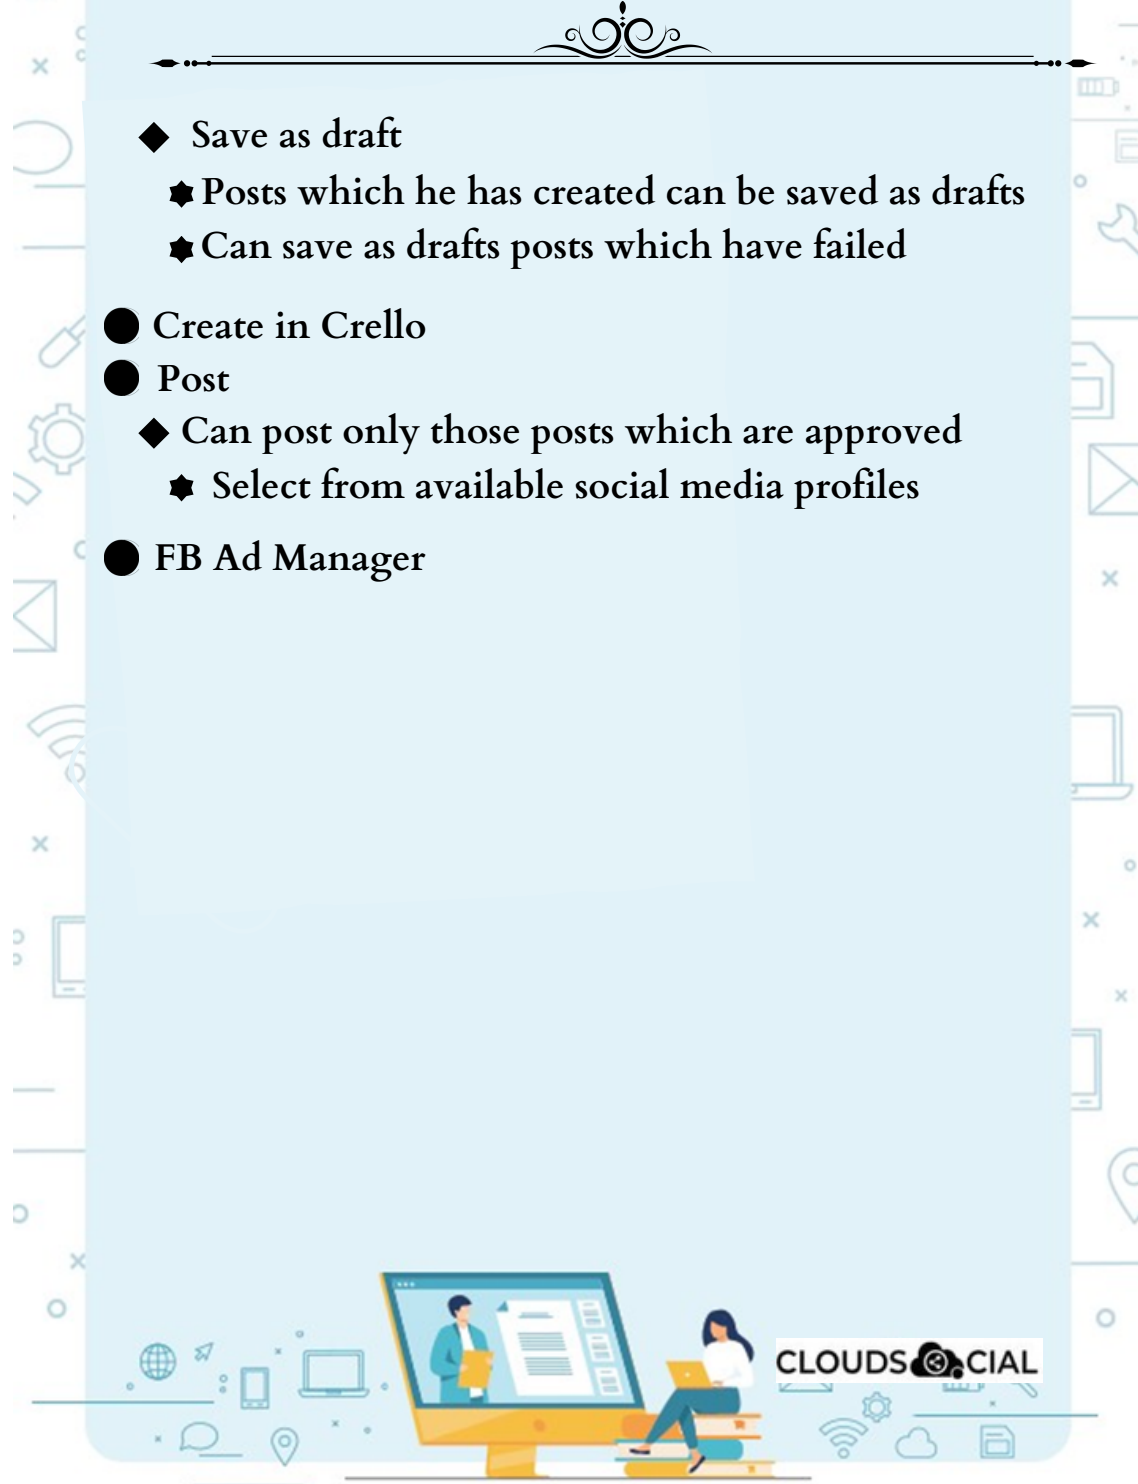 Save as draft
Posts which he has created can be saved as drafts
Can save as drafts posts which have failed
Create in Crello
Post
Can post only those posts which are approved
Select from available social media profiles
FB Ad Manager
CLOUDSOCIAL